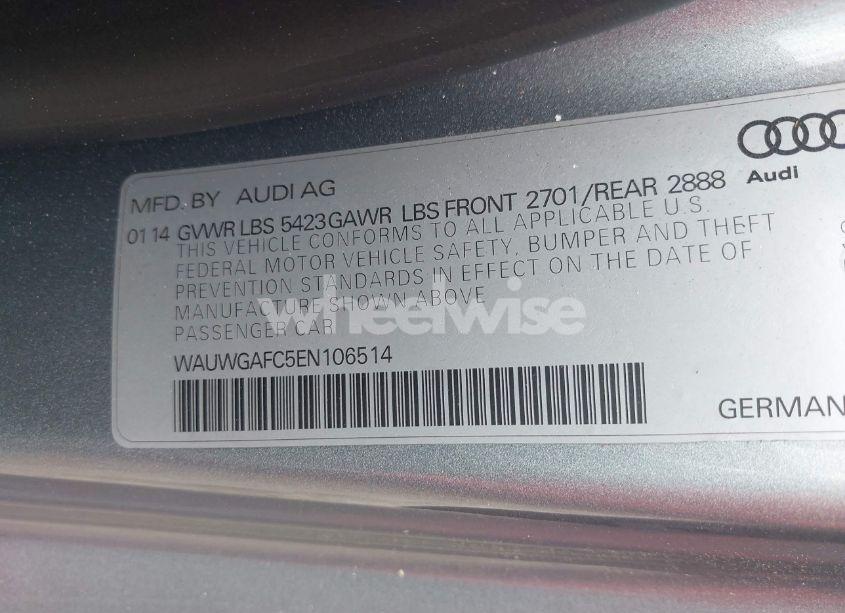 Audi
MFD. BY AUDI AG
01 14 GVWR LBS 5423 GAWR LBS FRONT 2701/REAR 2888
THIS VEHICLE CONFORMS TO ALL APPLICABLE U.S.
FEDERAL MOTOR VEHICLE SAFETY, BUMPER AND THEFT
PREVENTION STANDARDS IN EFFECT ON THE DATE OF
MANUFACTURE SHOWN ABOVE
PASSENGER CAR
wheelwise
WAUWGAFC5EN106514
GERMAN